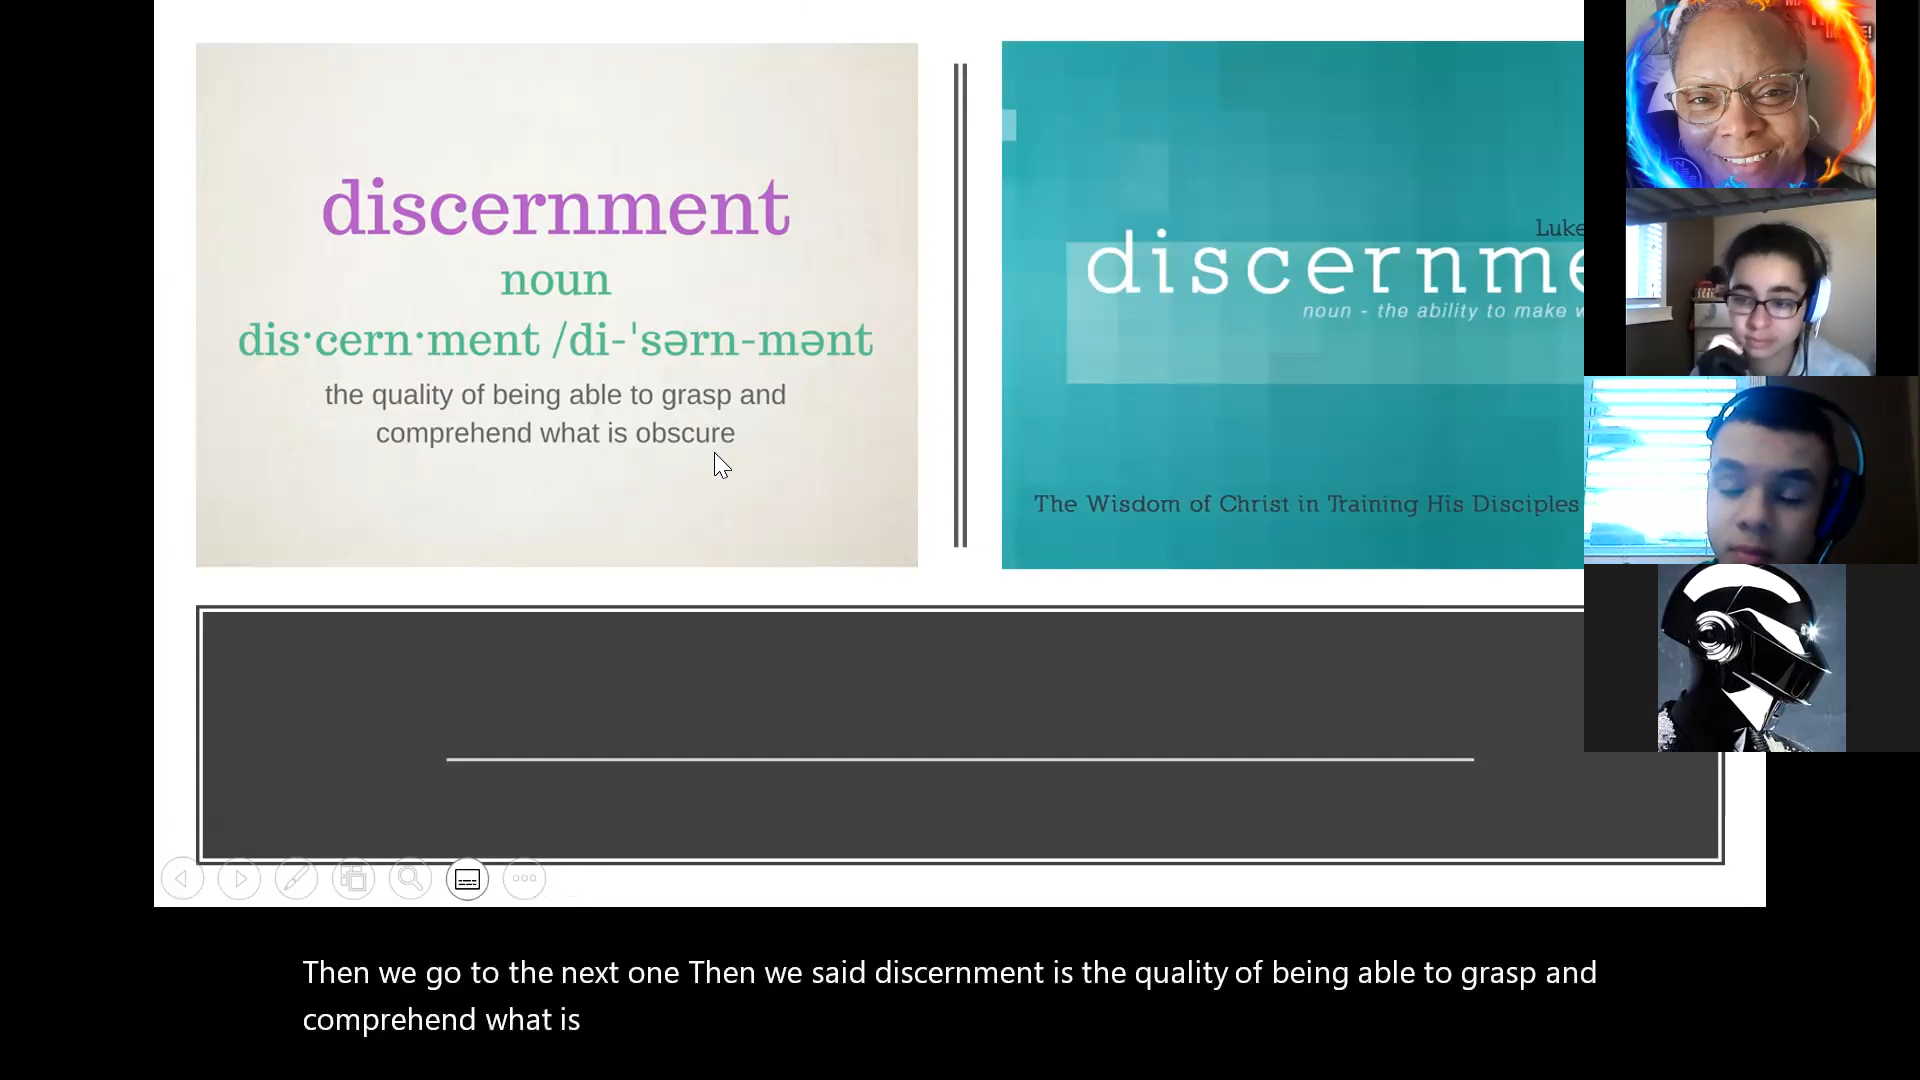 discernment
noun
dis·cern·ment /di-ˈsərn-mənt
the quality of being able to grasp and
comprehend what is obscure
Luke
discernme
noun - the ability to make w
The Wisdom of Christ in Training His Disciples
Then we go to the next one Then we said discernment is the quality of being able to grasp and
comprehend what is